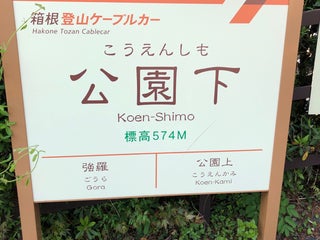 箱根登山ケーブルカー
Hakone Tozan Cablecar
こうえんしも
公園下
Koen-Shimo
標高574M
強羅
ごうら
Gora
公園上
こうえんかみ
Koen-Kami